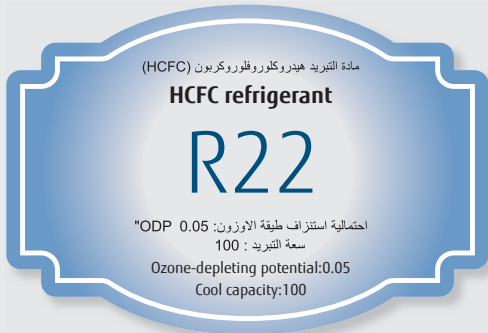 مادة التبريد هيدروكلوروفلوروكربون (HCFC)
HCFC refrigerant
R22
احتمالية استنزاف طيقة الاوزون: 0.05 ODP"
سعة التبريد : 100
Ozone-depleting potential:0.05
Cool capacity:100